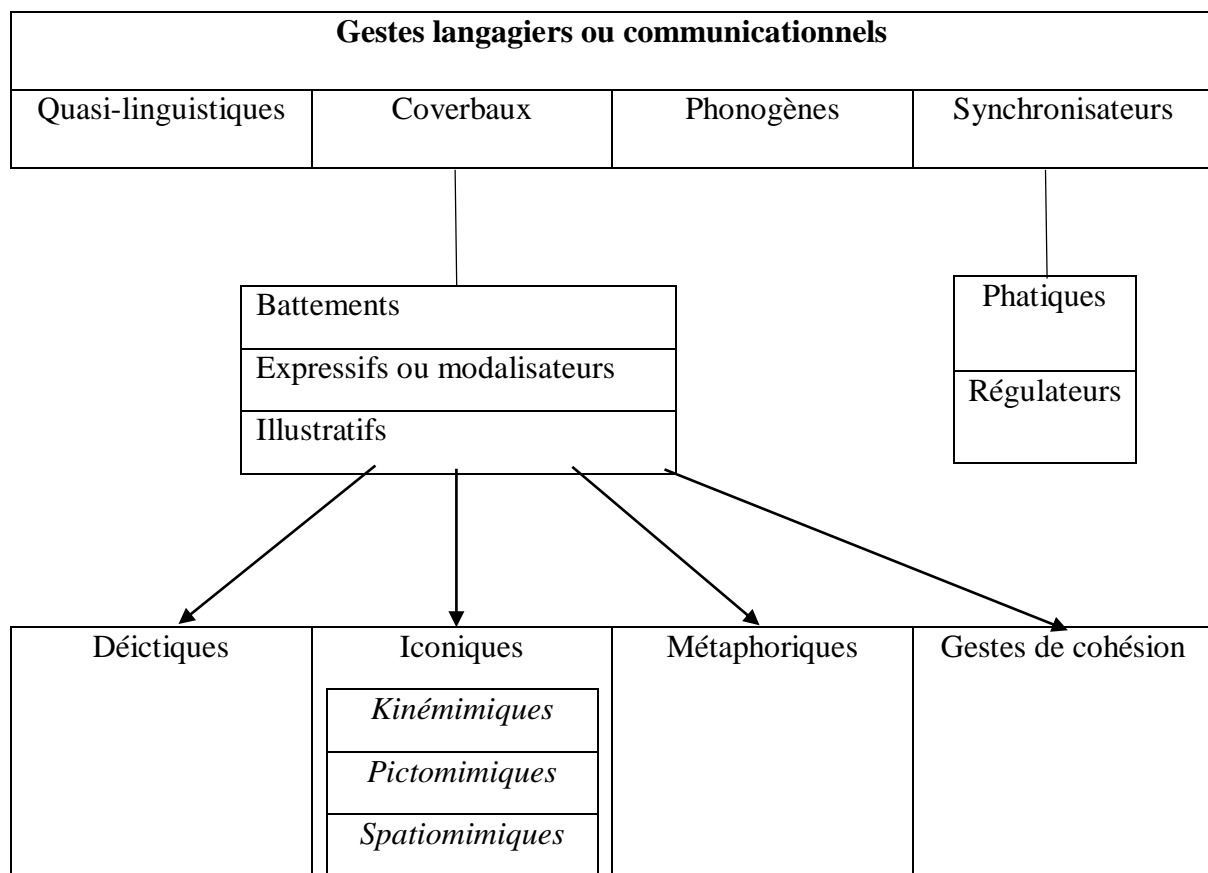 Gestes langagiers ou communicationnels
Quasi-linguistiques
Coverbaux
Phonogènes
Synchronisateurs
Battements
Expressifs ou modalisateurs
Illustratifs
Phatiques
Régulateurs
Déictiques
Iconiques
Métaphoriques
Gestes de cohésion
Kinémimiques
Pictomimiques
Spatiomimiques